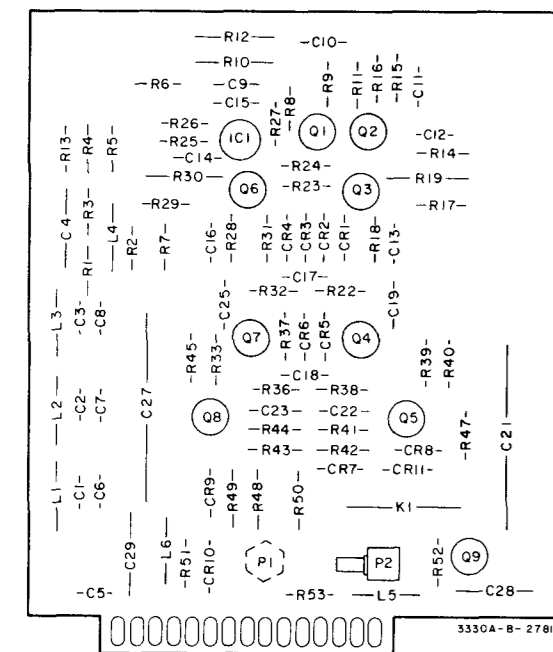 R12
C10
R10
R6
C9
C15
R27
R8
R9
R11
R16
R15
C11
R26
R25
C14
IC1
Q1
Q2
C12
R14
R13
R4
R5
R24
R30
Q6
R23
Q3
R19
R29
R17
C4
R3
R1
L4
R2
R7
C16
R28
R31
CR4
CR3
CR2
CR1
R18
C13
C17
R32
R22
L3
C3
C8
C25
C19
Q7
R37
CR6
CR5
Q4
R45
R33
C18
R39
R40
L2
C2
C7
C27
R36
R38
Q8
C23
C22
Q5
R44
R41
R47
C21
R43
R42
CR8
CR7
CR11
L1
C1
C6
CR9
R49
R48
R50
K1
C29
L6
R51
CR10
P1
P2
R52
Q9
C5
R53
L5
C28
3330A-B-2781